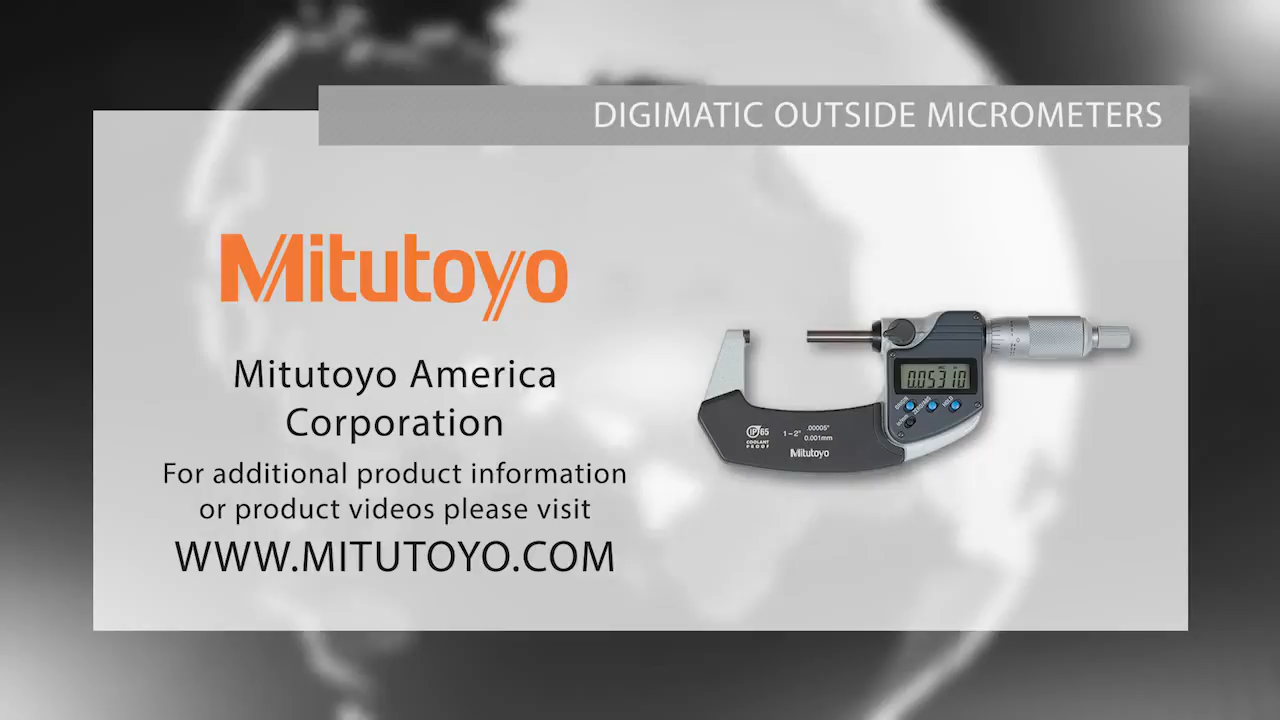 DIGIMATIC OUTSIDE MICROMETERS
Mitutoyo
Mitutoyo America
Corporation
For additional product information
or product videos please visit
WWW.MITUTOYO.COM
0.05310
HOLD
IP65
COOLANT
PROOF
1-2" .00005"
0.001mm
Mitutoyo